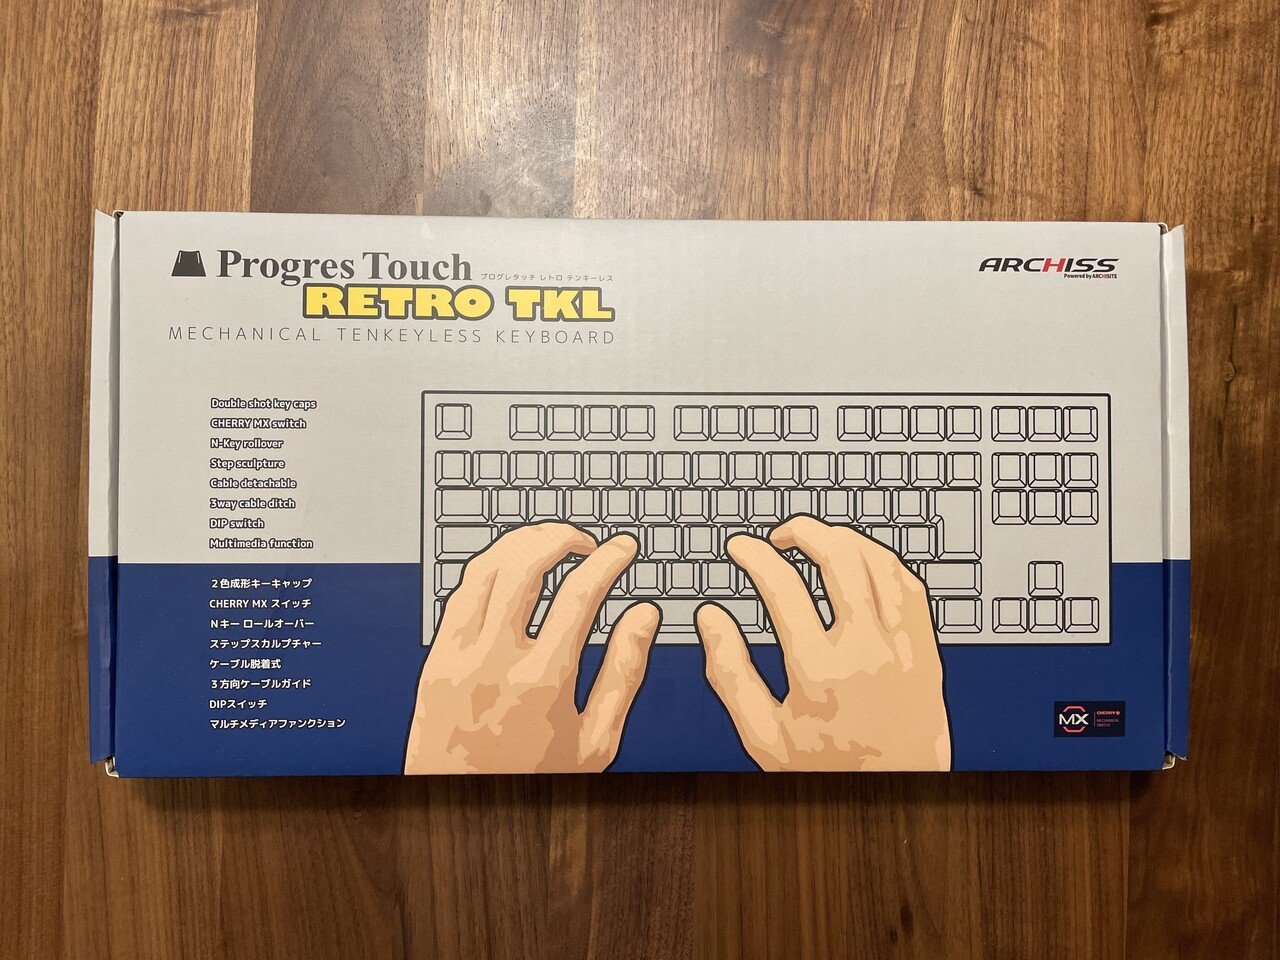 Progres Touch
プログレタッチ レトロ テンキーレス
RETRO TKL
MECHANICAL TENKEYLESS KEYBOARD
ARCHISS
Powered by ARCHISITE
Double shot key caps
CHERRY MX switch
N-Key rollover
Step sculpture
Cable detachable
3way cable ditch
DIP switch
Multimedia function
2色成形キーキャップ
CHERRY MX スイッチ
Nキー ロールオーバー
ステップスカルプチャー
ケーブル脱着式
3方向ケーブルガイド
DIPスイッチ
マルチメディアファンクション
MX
CHERRY
MECHANICAL
SWITCH